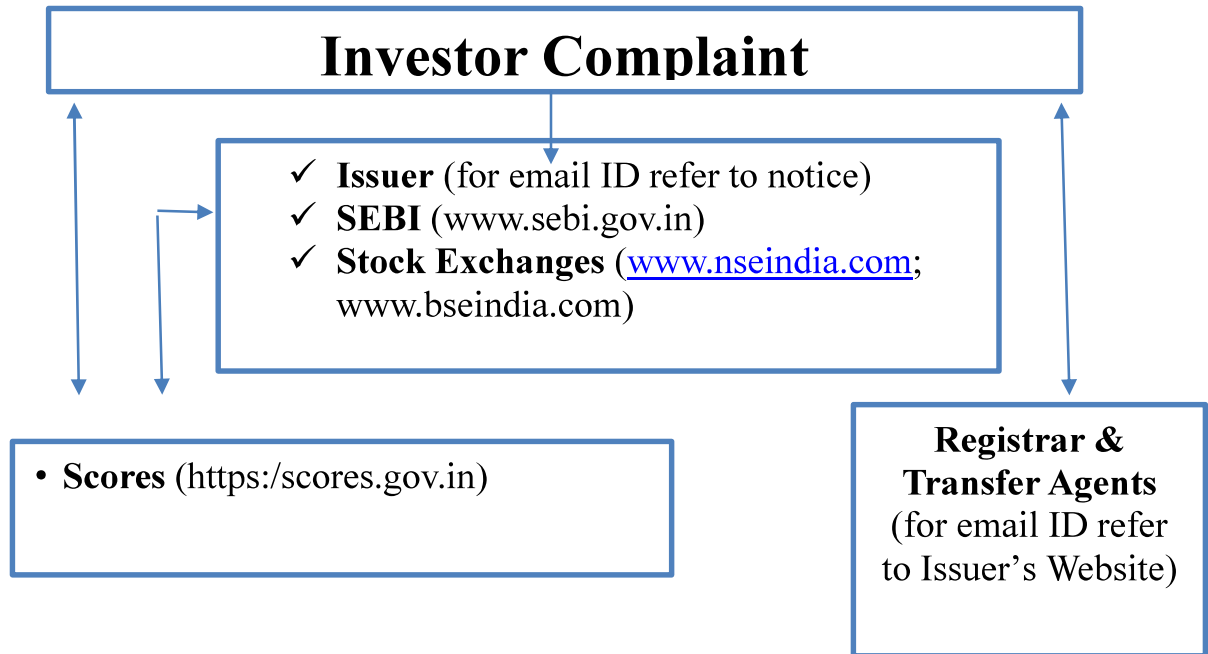 Investor Complaint
✓ Issuer (for email ID refer to notice)
✓ SEBI (www.sebi.gov.in)
✓ Stock Exchanges (www.nseindia.com;
www.bseindia.com)
• Scores (https:/scores.gov.in)
Registrar &
Transfer Agents
(for email ID refer
to Issuer’s Website)